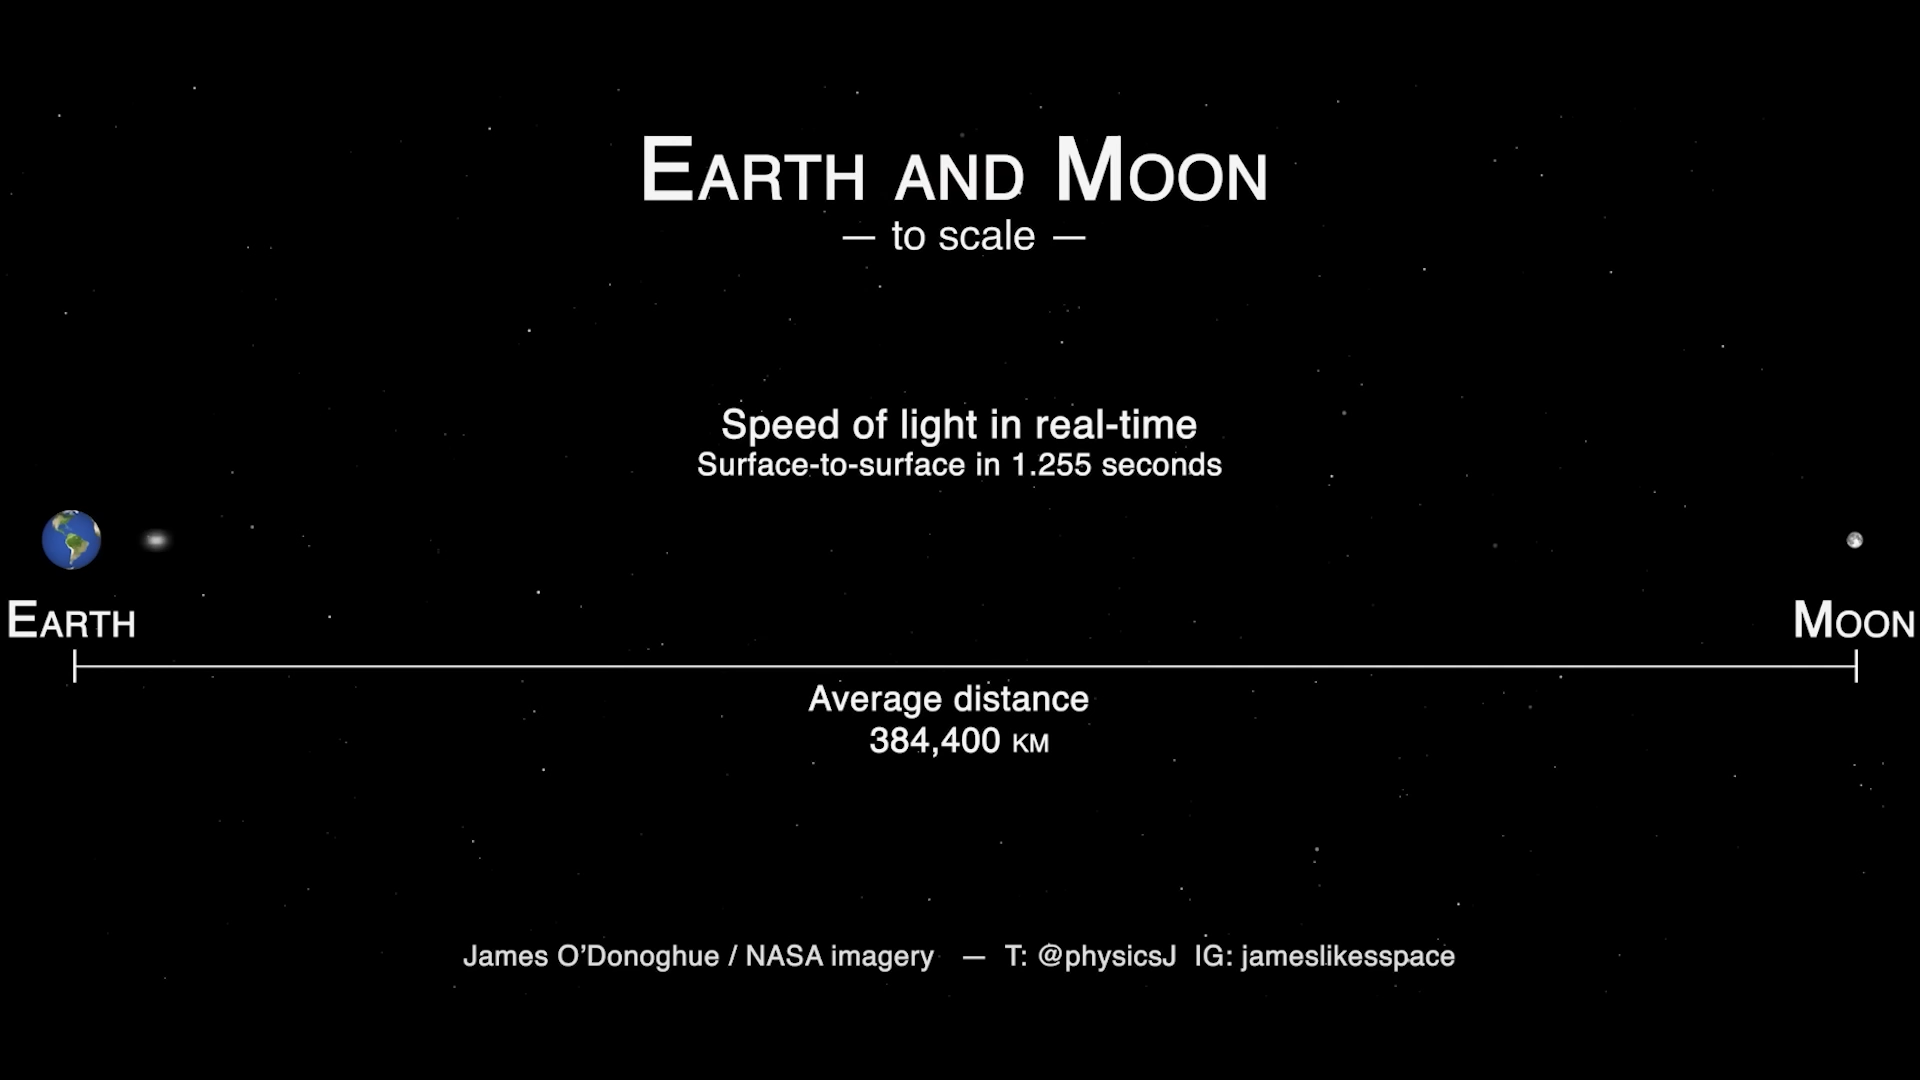 Earth and Moon
— to scale —
Speed of light in real-time
Surface-to-surface in 1.255 seconds
Earth
Moon
Average distance
384,400 km
James O’Donoghue / NASA imagery — T: @physicsJ IG: jameslikesspace